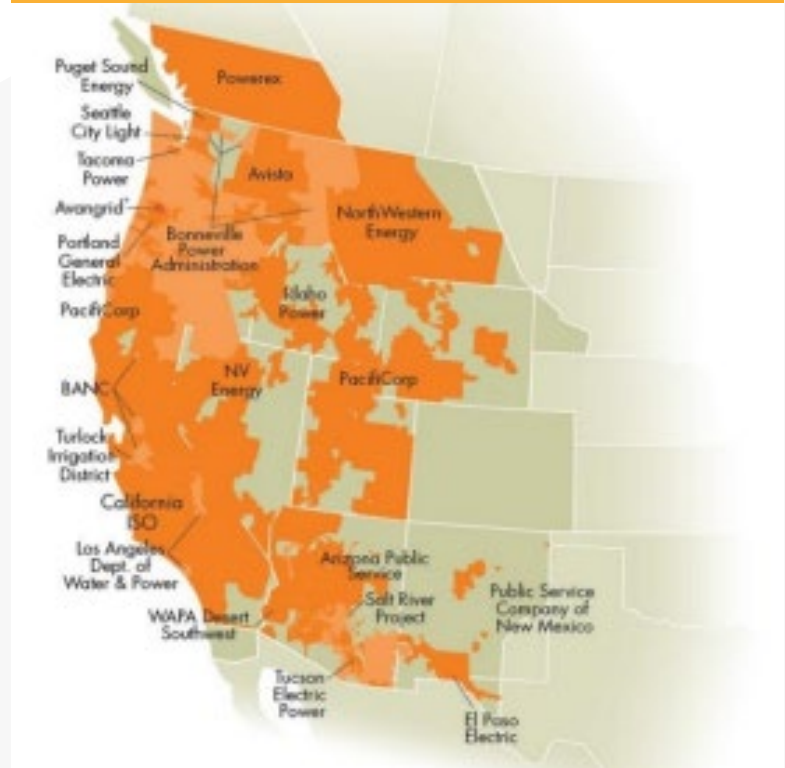 Puget Sound
Energy
Powerex
Seattle
City Light
Tacoma
Power
Avista
Avangrid*
NorthWestern
Energy
Portland
General
Electric
Bonneville
Power
Administration
Idaho
Power
PacifiCorp
NV
Energy
PacifiCorp
BANC
Turlock
Irrigation
District
California
ISO
Los Angeles
Dept. of
Water & Power
Arizona Public
Service
Salt River
Project
Public Service
Company of
New Mexico
WAPA Desert
Southwest
Tucson
Electric
Power
El Paso
Electric